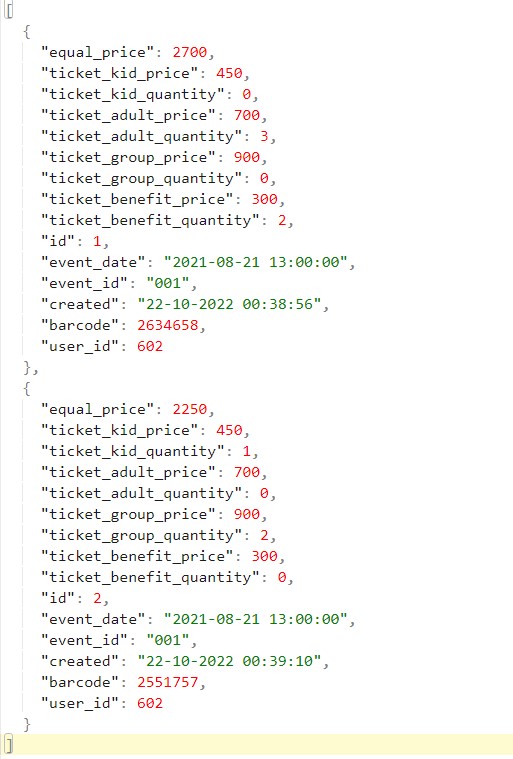 [
{
"equal_price": 2700,
"ticket_kid_price": 450,
"ticket_kid_quantity": 0,
"ticket_adult_price": 700,
"ticket_adult_quantity": 3,
"ticket_group_price": 900,
"ticket_group_quantity": 0,
"ticket_benefit_price": 300,
"ticket_benefit_quantity": 2,
"id": 1,
"event_date": "2021-08-21 13:00:00",
"event_id": "001",
"created": "22-10-2022 00:38:56",
"barcode": 2634658,
"user_id": 602
},
{
"equal_price": 2250,
"ticket_kid_price": 450,
"ticket_kid_quantity": 1,
"ticket_adult_price": 700,
"ticket_adult_quantity": 0,
"ticket_group_price": 900,
"ticket_group_quantity": 2,
"ticket_benefit_price": 300,
"ticket_benefit_quantity": 0,
"id": 2,
"event_date": "2021-08-21 13:00:00",
"event_id": "001",
"created": "22-10-2022 00:39:10",
"barcode": 2551757,
"user_id": 602
}
]